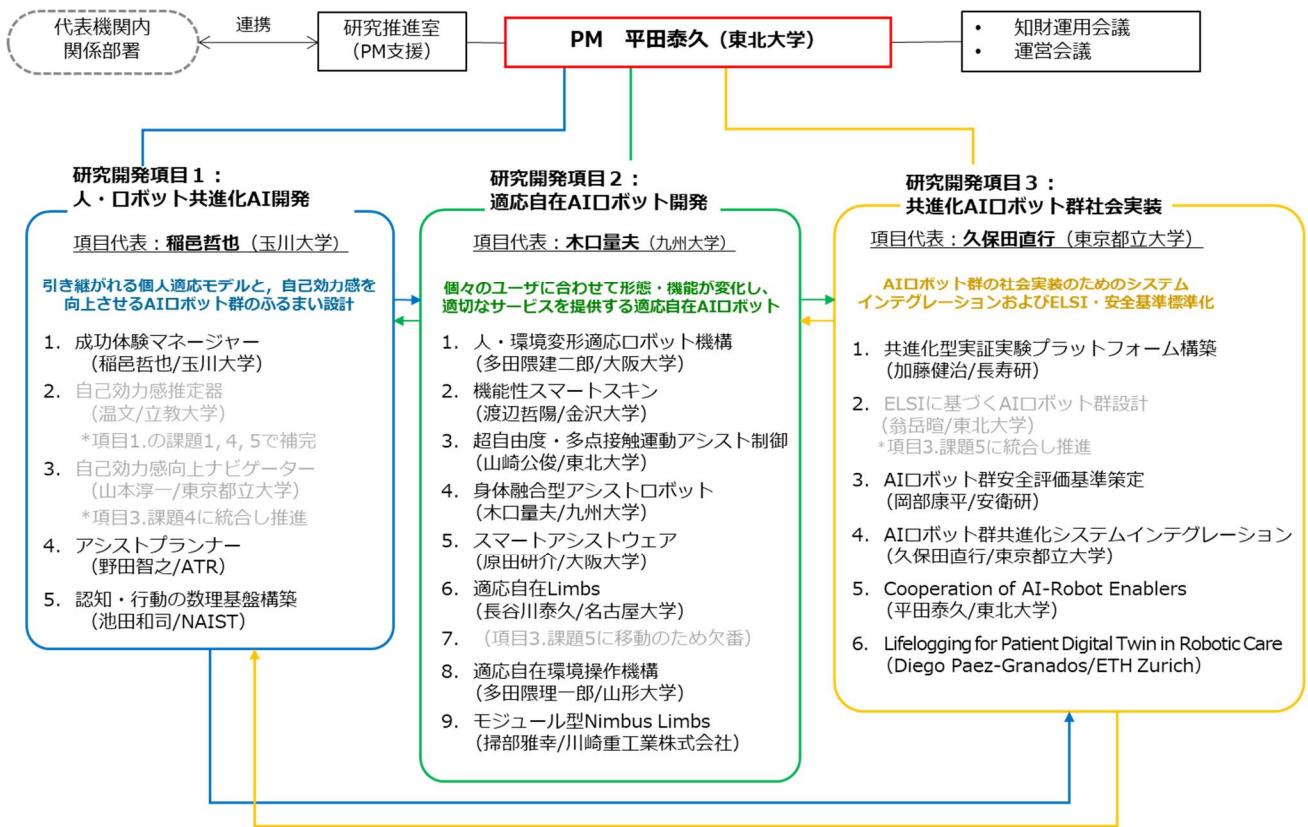 代表機関内
関係部署
連携
研究推進室
(PM支援)
PM 平田泰久(東北大学)
• 知財運用会議
• 運営会議
研究開発項目1:
人・ロボット共進化AI開発
項目代表:稲邑哲也(玉川大学)
引き継がれる個人適応モデルと,自己効力感を
向上させるAIロボット群のふるまい設計
1. 成功体験マネージャー
(稲邑哲也/玉川大学)
2. 自己効力感推定器
(温文/立教大学)
*項目1.の課題1, 4, 5で補完
3. 自己効力感向上ナビゲーター
(山本淳一/東京都立大学)
*項目3.課題4に統合し推進
4. アシストプランナー
(野田智之/ATR)
5. 認知・行動の数理基盤構築
(池田和司/NAIST)
研究開発項目2:
適応自在AIロボット開発
項目代表:木口量夫(九州大学)
個々のユーザに合わせて形態・機能が変化し、
適切なサービスを提供する適応自在AIロボット
1. 人・環境変形適応ロボット機構
(多田隈建二郎/大阪大学)
2. 機能性スマートスキン
(渡辺哲陽/金沢大学)
3. 超自由度・多点接触運動アシスト制御
(山崎公俊/東北大学)
4. 身体融合型アシストロボット
(木口量夫/九州大学)
5. スマートアシストウェア
(原田研介/大阪大学)
6. 適応自在Limbs
(長谷川泰久/名古屋大学)
7. (項目3.課題5に移動のため欠番)
8. 適応自在環境操作機構
(多田隈理一郎/山形大学)
9. モジュール型Nimbus Limbs
(掃部雅幸/川崎重工業株式会社)
研究開発項目3:
共進化AIロボット群社会実装
項目代表:久保田直行(東京都立大学)
AIロボット群の社会実装のためのシステム
インテグレーションおよびELSI・安全基準標準化
1. 共進化型実証実験プラットフォーム構築
(加藤健治/長寿研)
2. ELSIに基づくAIロボット群設計
(翁岳暄/東北大学)
*項目3.課題5に統合し推進
3. AIロボット群安全評価基準策定
(岡部康平/安衛研)
4. AIロボット群共進化システムインテグレーション
(久保田直行/東京都立大学)
5. Cooperation of AI-Robot Enablers
(平田泰久/東北大学)
6. Lifelogging for Patient Digital Twin in Robotic Care
(Diego Paez-Granados/ETH Zurich)